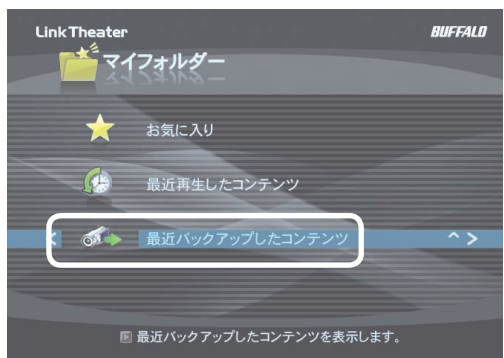 LinkTheater
BUFFALO
マイフォルダー
お気に入り
最近再生したコンテンツ
最近バックアップしたコンテンツ
最近バックアップしたコンテンツを表示します。